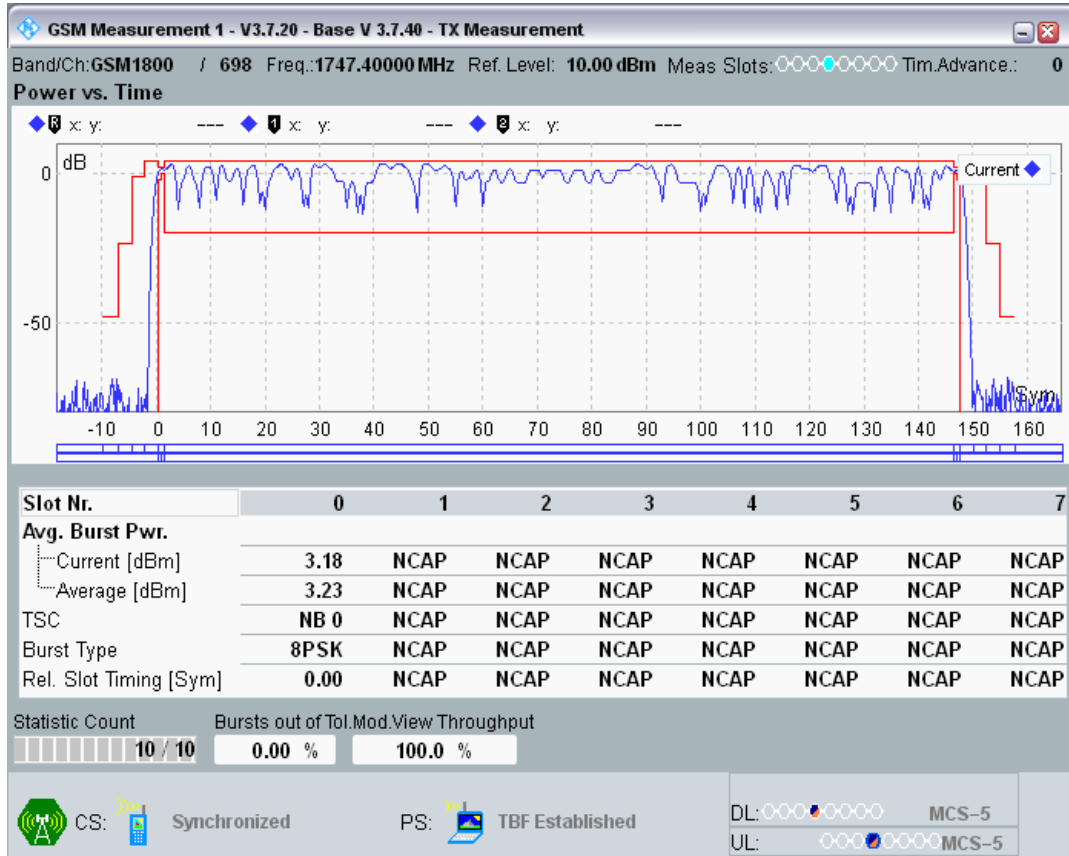 GSM Measurement 1 - V3.7.20 - Base V 3.7.40 - TX Measurement
Band/Ch:GSM1800 / 698 Freq.:1747.40000 MHz Ref. Level: 10.00 dBm Meas Slots: Tim.Advance.: 0
Power vs. Time
R x: y: --- 1 x: y: --- 2 x: y: ---
dB
Current
0
-50
Sym
-10 0 10 20 30 40 50 60 70 80 90 100 110 120 130 140 150 160
Slot Nr. 0 1 2 3 4 5 6 7
Avg. Burst Pwr.
Current [dBm] 3.18 NCAP NCAP NCAP NCAP NCAP NCAP NCAP
Average [dBm] 3.23 NCAP NCAP NCAP NCAP NCAP NCAP NCAP
TSC NB 0 NCAP NCAP NCAP NCAP NCAP NCAP NCAP
Burst Type 8PSK NCAP NCAP NCAP NCAP NCAP NCAP NCAP
Rel. Slot Timing [Sym] 0.00 NCAP NCAP NCAP NCAP NCAP NCAP NCAP
Statistic Count Bursts out of Tol. Mod.View Throughput
10 / 10 0.00 % 100.0 %
CS: Synchronized PS: TBF Established DL: MCS-5
UL: MCS-5